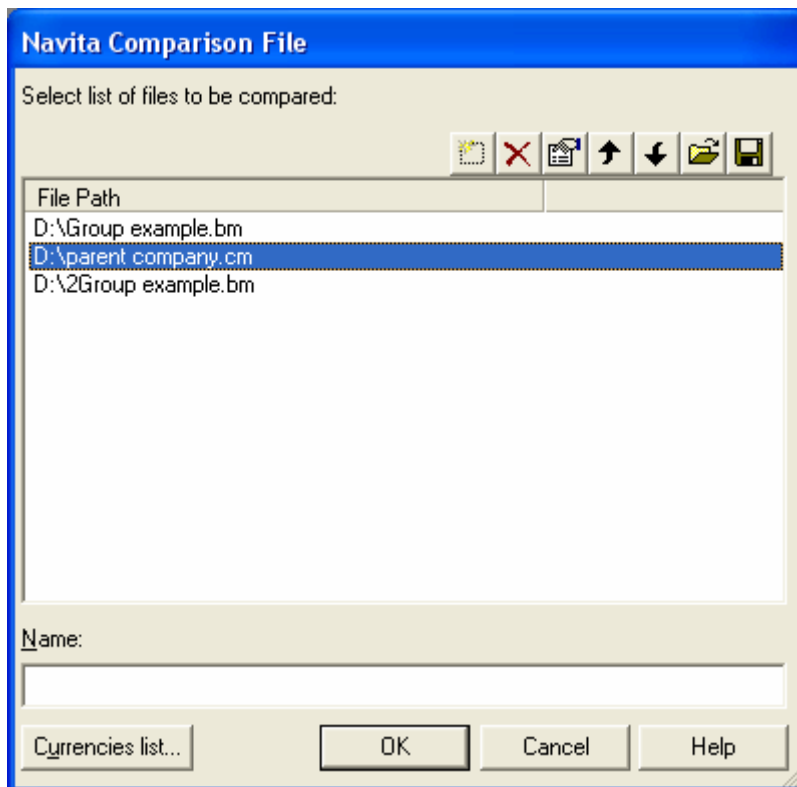 Navita Comparison File
Select list of files to be compared:
File Path
D:\Group example.bm
D:\parent company.cm
D:\2Group example.bm
Name:
Currencies list...
OK
Cancel
Help